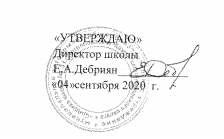 «УТВЕРЖДАЮ»
Директор школы
Е.А.Дебриян
«04»сентября 2020 г.